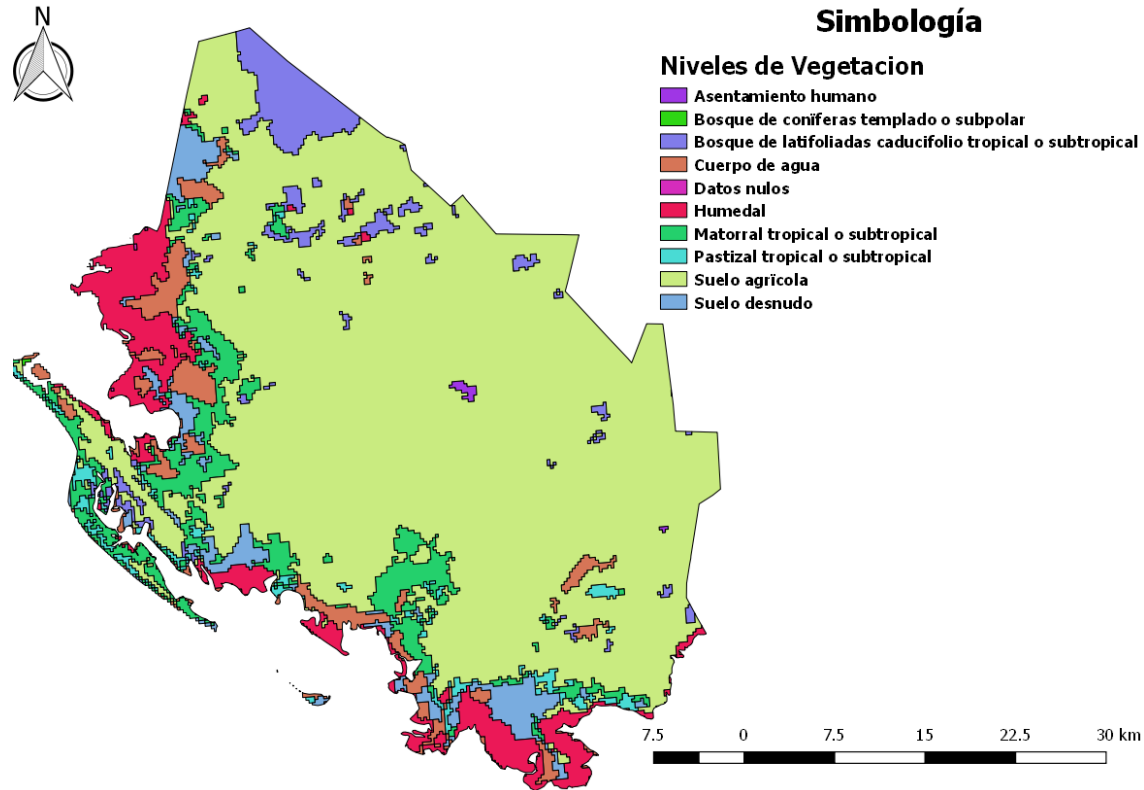 N
Simbología
Niveles de Vegetacion
Asentamiento humano
Bosque de coníferas templado o subpolar
Bosque de latifoliadas caducifolio tropical o subtropical
Cuerpo de agua
Datos nulos
Humedal
Matorral tropical o subtropical
Pastizal tropical o subtropical
Suelo agrïcola
Suelo desnudo
7.5 0 7.5 15 22.5 30 km